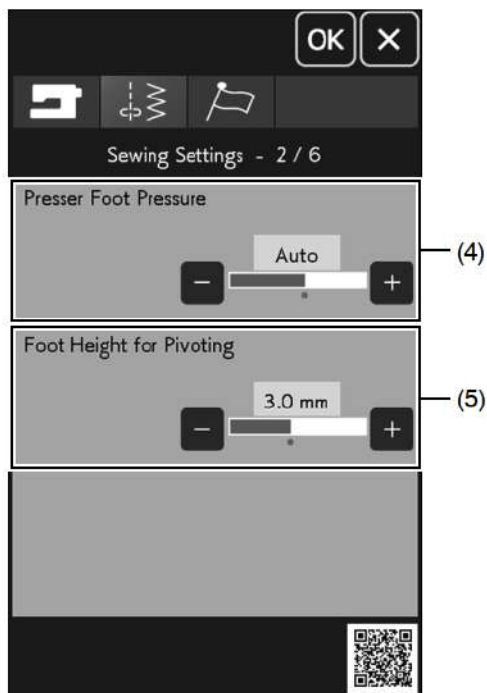 OK ×
Sewing Settings - 2 / 6
Presser Foot Pressure
(4)
Auto
- +
Foot Height for Pivoting
3.0 mm
(5)
- +